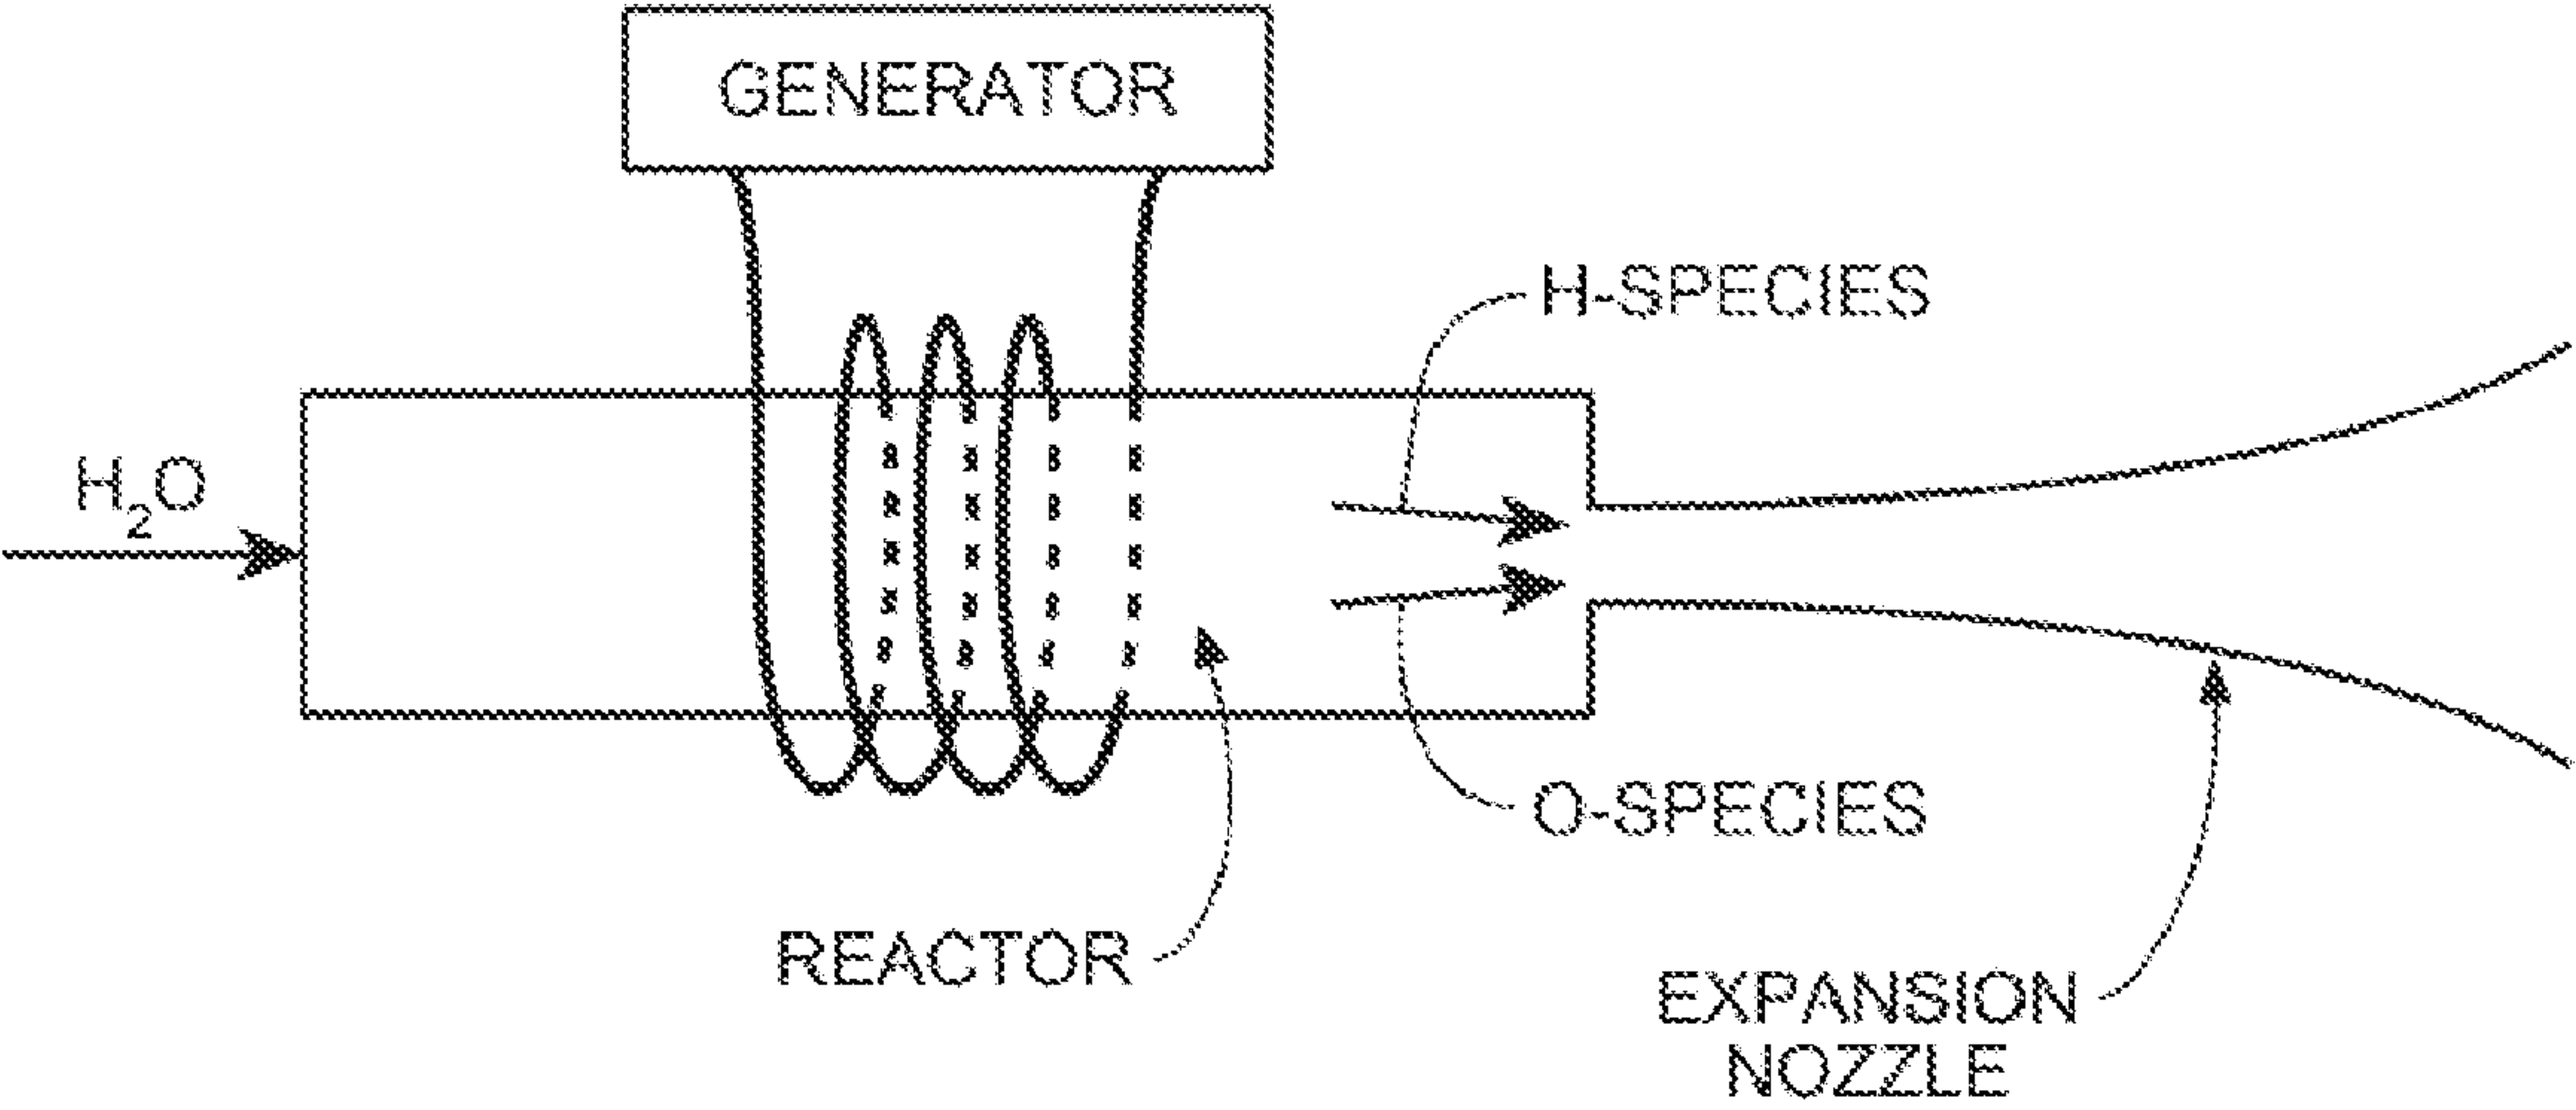 GENERATOR
H-SPECIES
H₂O
O-SPECIES
REACTOR
EXPANSION
NOZZLE